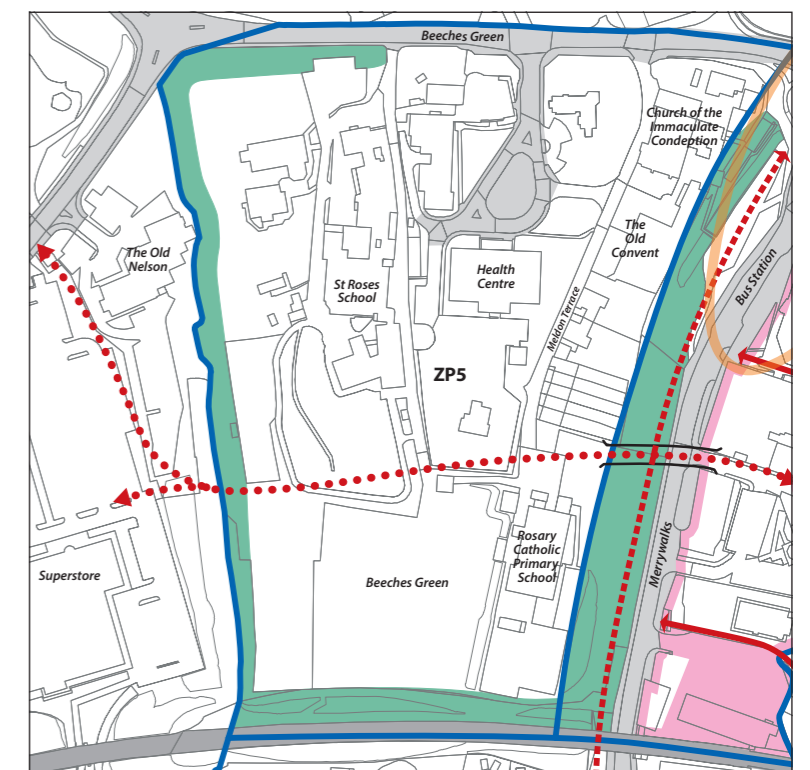 Beeches Green
Church of the
Immaculate
Condeption
The Old
Nelson
The
Old
Convent
St Roses
School
Health
Centre
Bus Station
Meldon Terrace
ZP5
Rosary
Catholic
Primary
School
Merrywalks
Superstore
Beeches Green